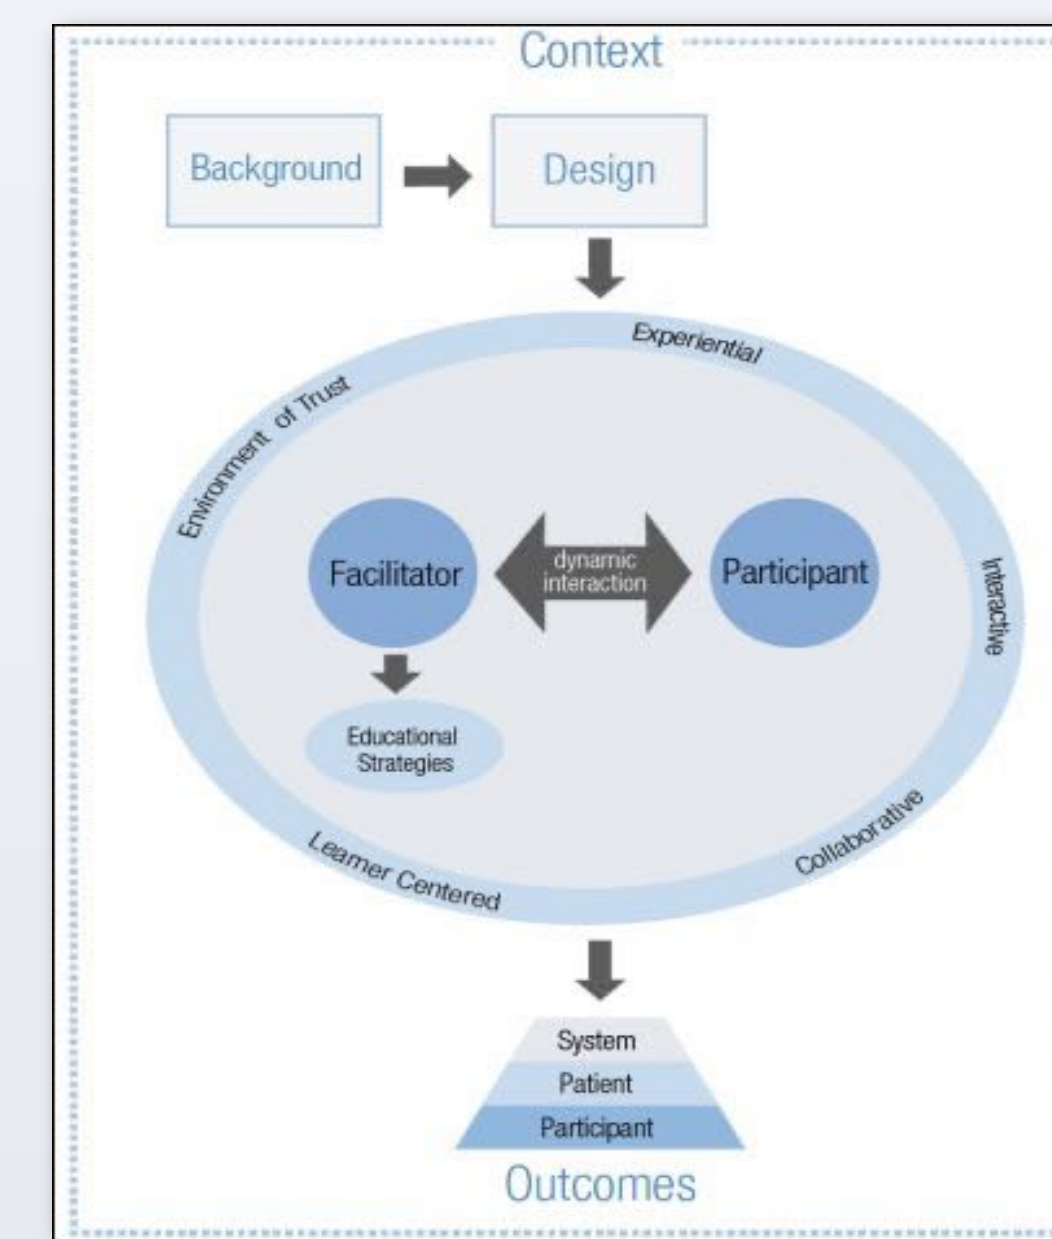 Context
Background
Design
Experiential
Environment of Trust
Interactive
Facilitator
dynamic
interaction
Participant
Educational
Strategies
Learner Centered
Collaborative
System
Patient
Participant
Outcomes